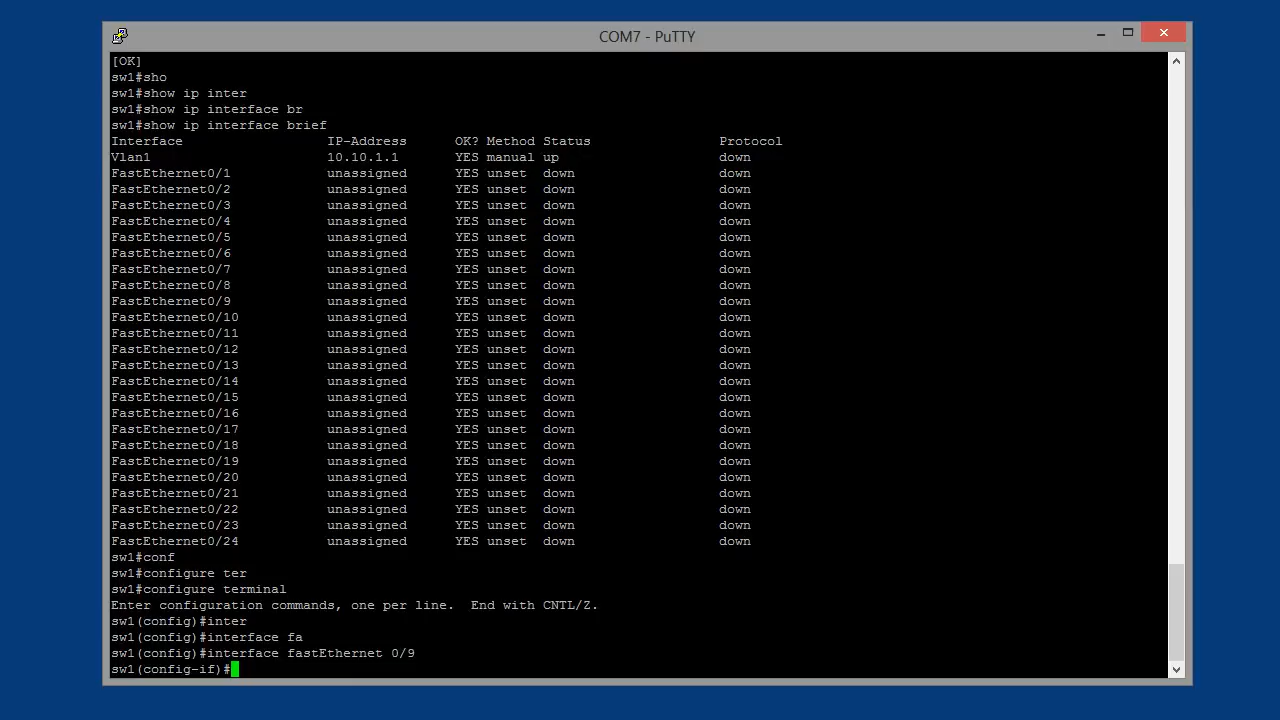 COM7 - PuTTY
[OK]
sw1#sho
sw1#show ip inter
sw1#show ip interface br
sw1#show ip interface brief
Interface IP-Address OK? Method Status Protocol
Vlan1 10.10.1.1 YES manual up down
FastEthernet0/1 unassigned YES unset down down
FastEthernet0/2 unassigned YES unset down down
FastEthernet0/3 unassigned YES unset down down
FastEthernet0/4 unassigned YES unset down down
FastEthernet0/5 unassigned YES unset down down
FastEthernet0/6 unassigned YES unset down down
FastEthernet0/7 unassigned YES unset down down
FastEthernet0/8 unassigned YES unset down down
FastEthernet0/9 unassigned YES unset down down
FastEthernet0/10 unassigned YES unset down down
FastEthernet0/11 unassigned YES unset down down
FastEthernet0/12 unassigned YES unset down down
FastEthernet0/13 unassigned YES unset down down
FastEthernet0/14 unassigned YES unset down down
FastEthernet0/15 unassigned YES unset down down
FastEthernet0/16 unassigned YES unset down down
FastEthernet0/17 unassigned YES unset down down
FastEthernet0/18 unassigned YES unset down down
FastEthernet0/19 unassigned YES unset down down
FastEthernet0/20 unassigned YES unset down down
FastEthernet0/21 unassigned YES unset down down
FastEthernet0/22 unassigned YES unset down down
FastEthernet0/23 unassigned YES unset down down
FastEthernet0/24 unassigned YES unset down down
sw1#conf
sw1#configure ter
sw1#configure terminal
Enter configuration commands, one per line.  End with CNTL/Z.
sw1(config)#inter
sw1(config)#interface fa
sw1(config)#interface fastEthernet 0/9
sw1(config-if)#